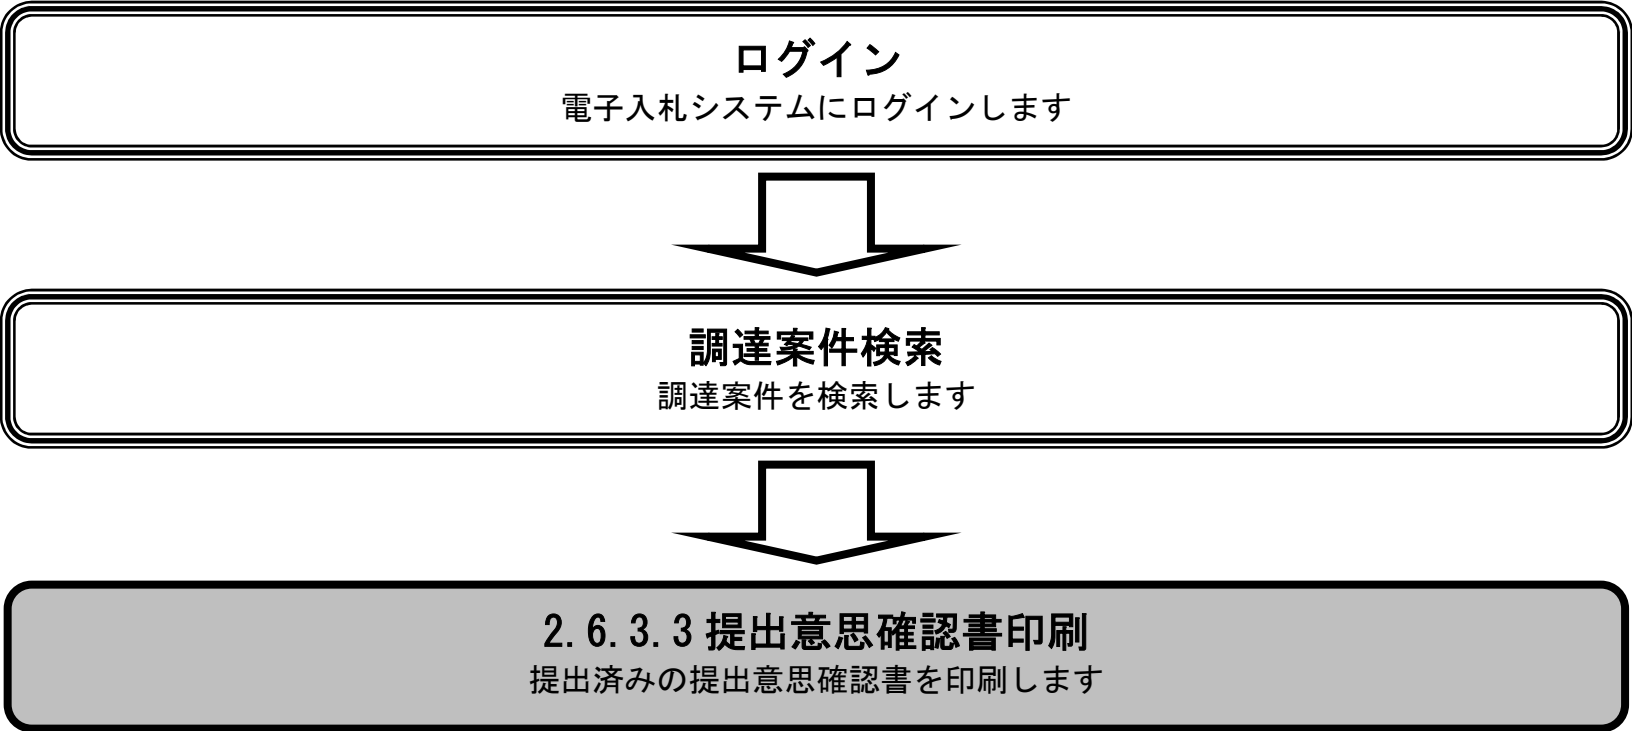 ログイン
電子入札システムにログインします
調達案件検索
調達案件を検索します
2.6.3.3 提出意思確認書印刷
提出済みの提出意思確認書を印刷します